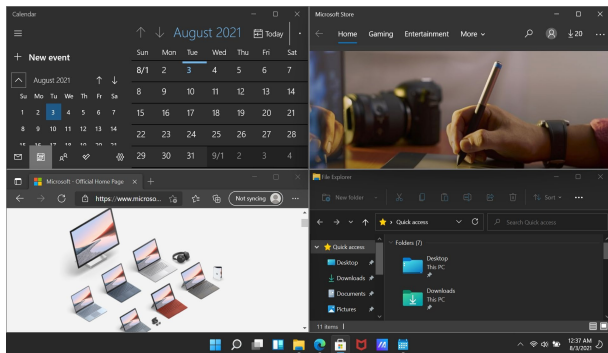 Calendar
August 2021
Today
New event
Sun Mon Tue Wed Thu Fri Sat
8/1 2 3 4 5 6 7
8 9 10 11 12 13 14
15 16 17 18 19 20 21
22 23 24 25 26 27 28
29 30 31 9/1 2 3 4
August 2021
Su Mo Tu We Th Fr Sa
1 2 3 4 5 6 7
8 9 10 11 12 13 14
Microsoft Store
Home Gaming Entertainment More
20
Microsoft - Official Home Page
https://www.microso...
Not syncing
File Explorer
New folder
Sort
Quick access
Search Quick access
Quick access
Desktop
Downloads
Documents
Pictures
Folders (7)
Desktop
This PC
Downloads
This PC
11 items
12:37 AM
8/3/2021